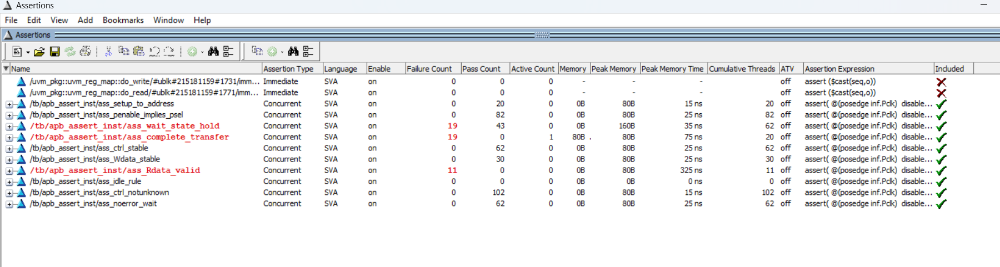 Assertions
File Edit View Add Bookmarks Window Help
Assertions
Name Assertion Type Language Enable Failure Count Pass Count Active Count Memory Peak Memory Peak Memory Time Cumulative Threads ATV Assertion Expression Included
/uvm_pkg::uvm_reg_map::do_write/#ublk#215181159#1731/imm... Immediate SVA on 0 0 0 - - - off assert ($cast(seq,o))
/uvm_pkg::uvm_reg_map::do_read/#ublk#215181159#1771/imm... Immediate SVA on 0 0 0 - - - off assert ($cast(seq,o))
/tb/apb_assert_inst/ass_setup_to_address Concurrent SVA on 0 20 0 0B 80B 15 ns 20 off assert( @(posedge inf.Pclk) disable...
/tb/apb_assert_inst/ass_penable_implies_psel Concurrent SVA on 0 82 0 0B 80B 25 ns 82 off assert( @(posedge inf.Pclk) disable...
/tb/apb_assert_inst/ass_wait_state_hold Concurrent SVA on 19 43 0 0B 160B 35 ns 62 off assert( @(posedge inf.Pclk) disable...
/tb/apb_assert_inst/ass_complete_transfer Concurrent SVA on 19 0 1 80B . 80B 75 ns 20 off assert( @(posedge inf.Pclk) disable...
/tb/apb_assert_inst/ass_ctrl_stable Concurrent SVA on 0 62 0 0B 80B 25 ns 62 off assert( @(posedge inf.Pclk) disable...
/tb/apb_assert_inst/ass_Wdata_stable Concurrent SVA on 0 30 0 0B 80B 25 ns 30 off assert( @(posedge inf.Pclk) disable...
/tb/apb_assert_inst/ass_Rdata_valid Concurrent SVA on 11 0 0 0B 80B 325 ns 11 off assert( @(posedge inf.Pclk) disable...
/tb/apb_assert_inst/ass_idle_rule Concurrent SVA on 0 0 0 0B 0B 0 ns 0 off assert( @(posedge inf.Pclk) disable...
/tb/apb_assert_inst/ass_ctrl_notunknown Concurrent SVA on 0 102 0 0B 80B 15 ns 102 off assert( @(posedge inf.Pclk) disable...
/tb/apb_assert_inst/ass_noerror_wait Concurrent SVA on 0 62 0 0B 80B 25 ns 62 off assert( @(posedge inf.Pclk) disable...